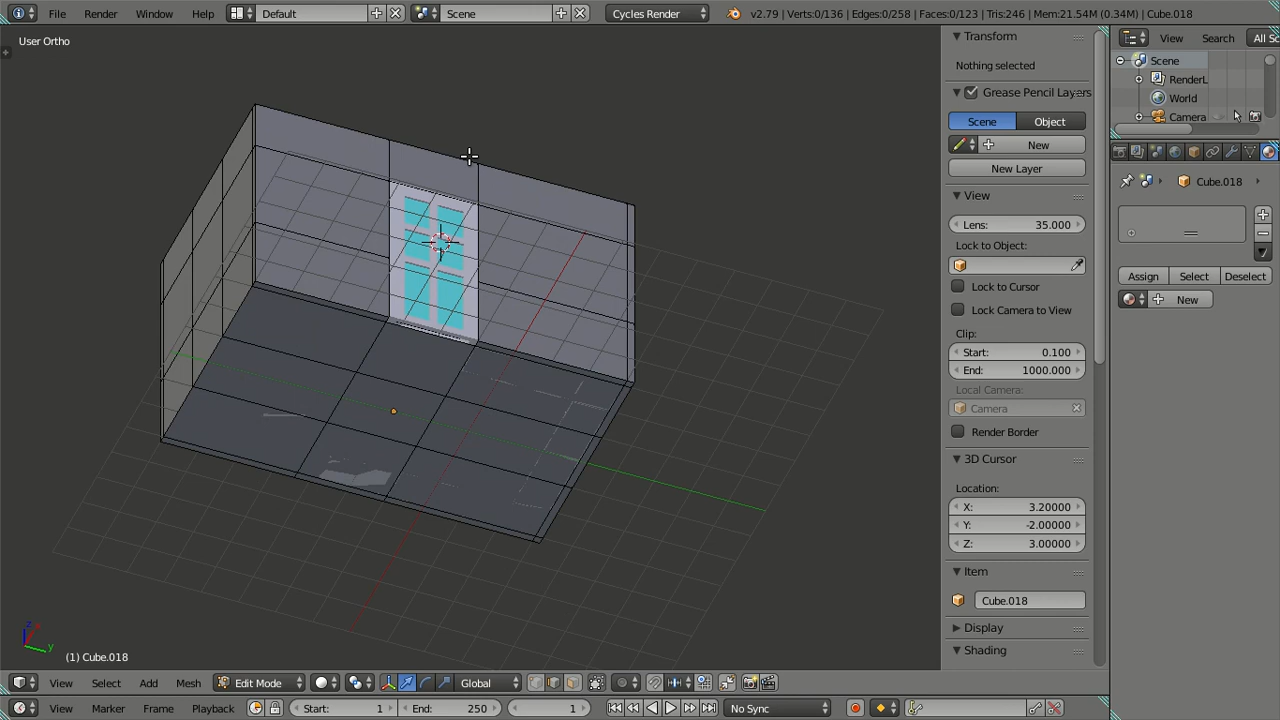 File Render Window Help Default Scene Cycles Render v2.79 | Verts:0/136 | Edges:0/258 | Faces:0/123 | Tris:246 | Mem:21.54M (0.34M) | Cube.018
User Ortho
Transform
Nothing selected
Grease Pencil Layers
Scene Object
New
New Layer
View
Lens: 35.000
Lock to Object:
Lock to Cursor
Lock Camera to View
Clip:
Start: 0.100
End: 1000.000
Local Camera:
Camera
Render Border
3D Cursor
Location:
X: 3.20000
Y: -2.00000
Z: 3.00000
Item
Cube.018
Display
Shading
View Search All Sc
Scene
RenderL
World
Camera
Cube.018
Assign Select Deselect
New
z
y
(1) Cube.018
View Select Add Mesh Edit Mode Global
View Marker Frame Playback Start: 1 End: 250 1 No Sync